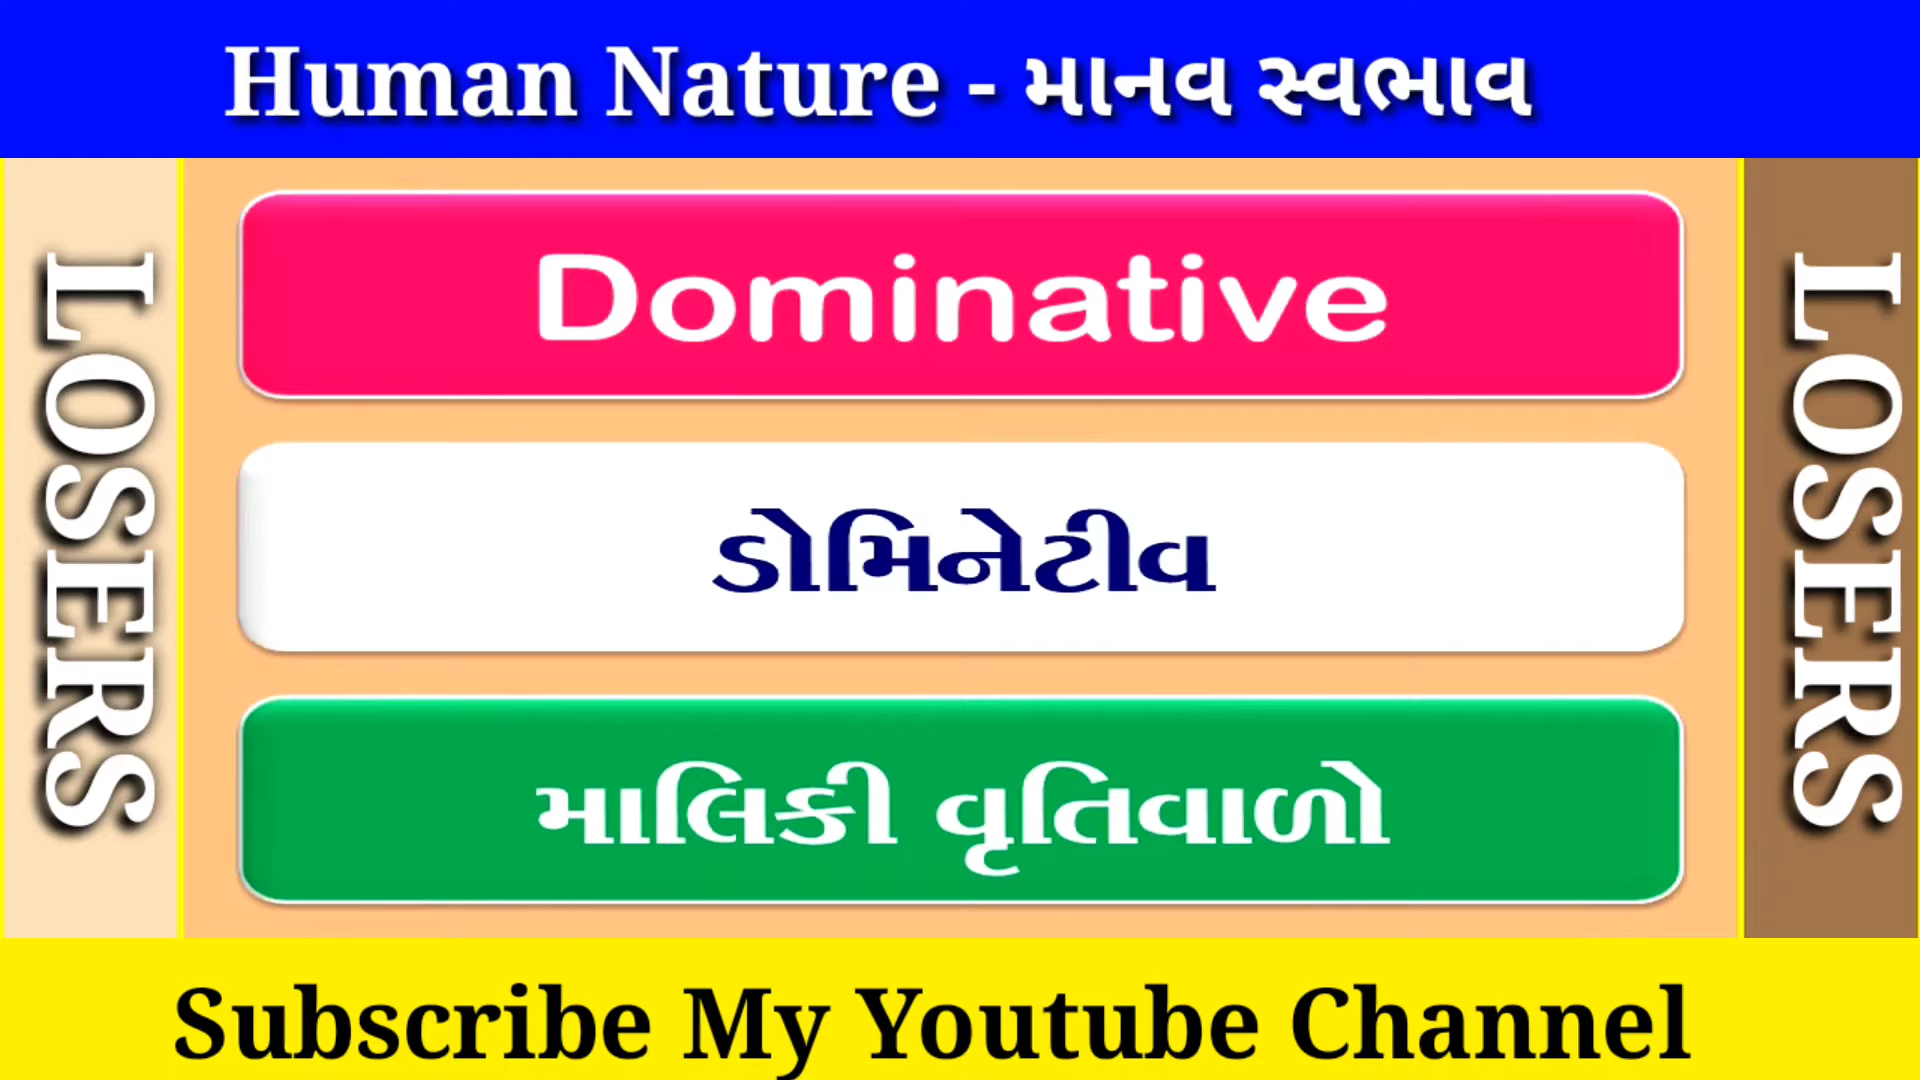 Human Nature - માનવ સ્વભાવ
LOSERS
Dominative
ડોમિનેટીવ
માલિકી વૃતિવાળો
LOSERS
Subscribe My Youtube Channel